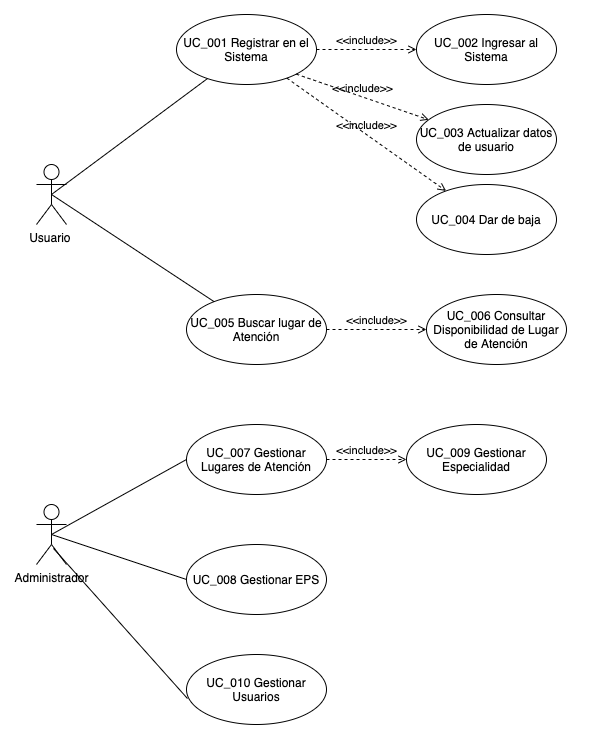 UC_001 Registrar en el
Sistema
<<include>>
UC_002 Ingresar al
Sistema
<<include>>
<<include>>
UC_003 Actualizar datos
de usuario
UC_004 Dar de baja
Usuario
UC_005 Buscar lugar de
Atención
<<include>>
UC_006 Consultar
Disponibilidad de Lugar
de Atención
UC_007 Gestionar
Lugares de Atención
<<include>>
UC_009 Gestionar
Especialidad
Administrador
UC_008 Gestionar EPS
UC_010 Gestionar
Usuarios